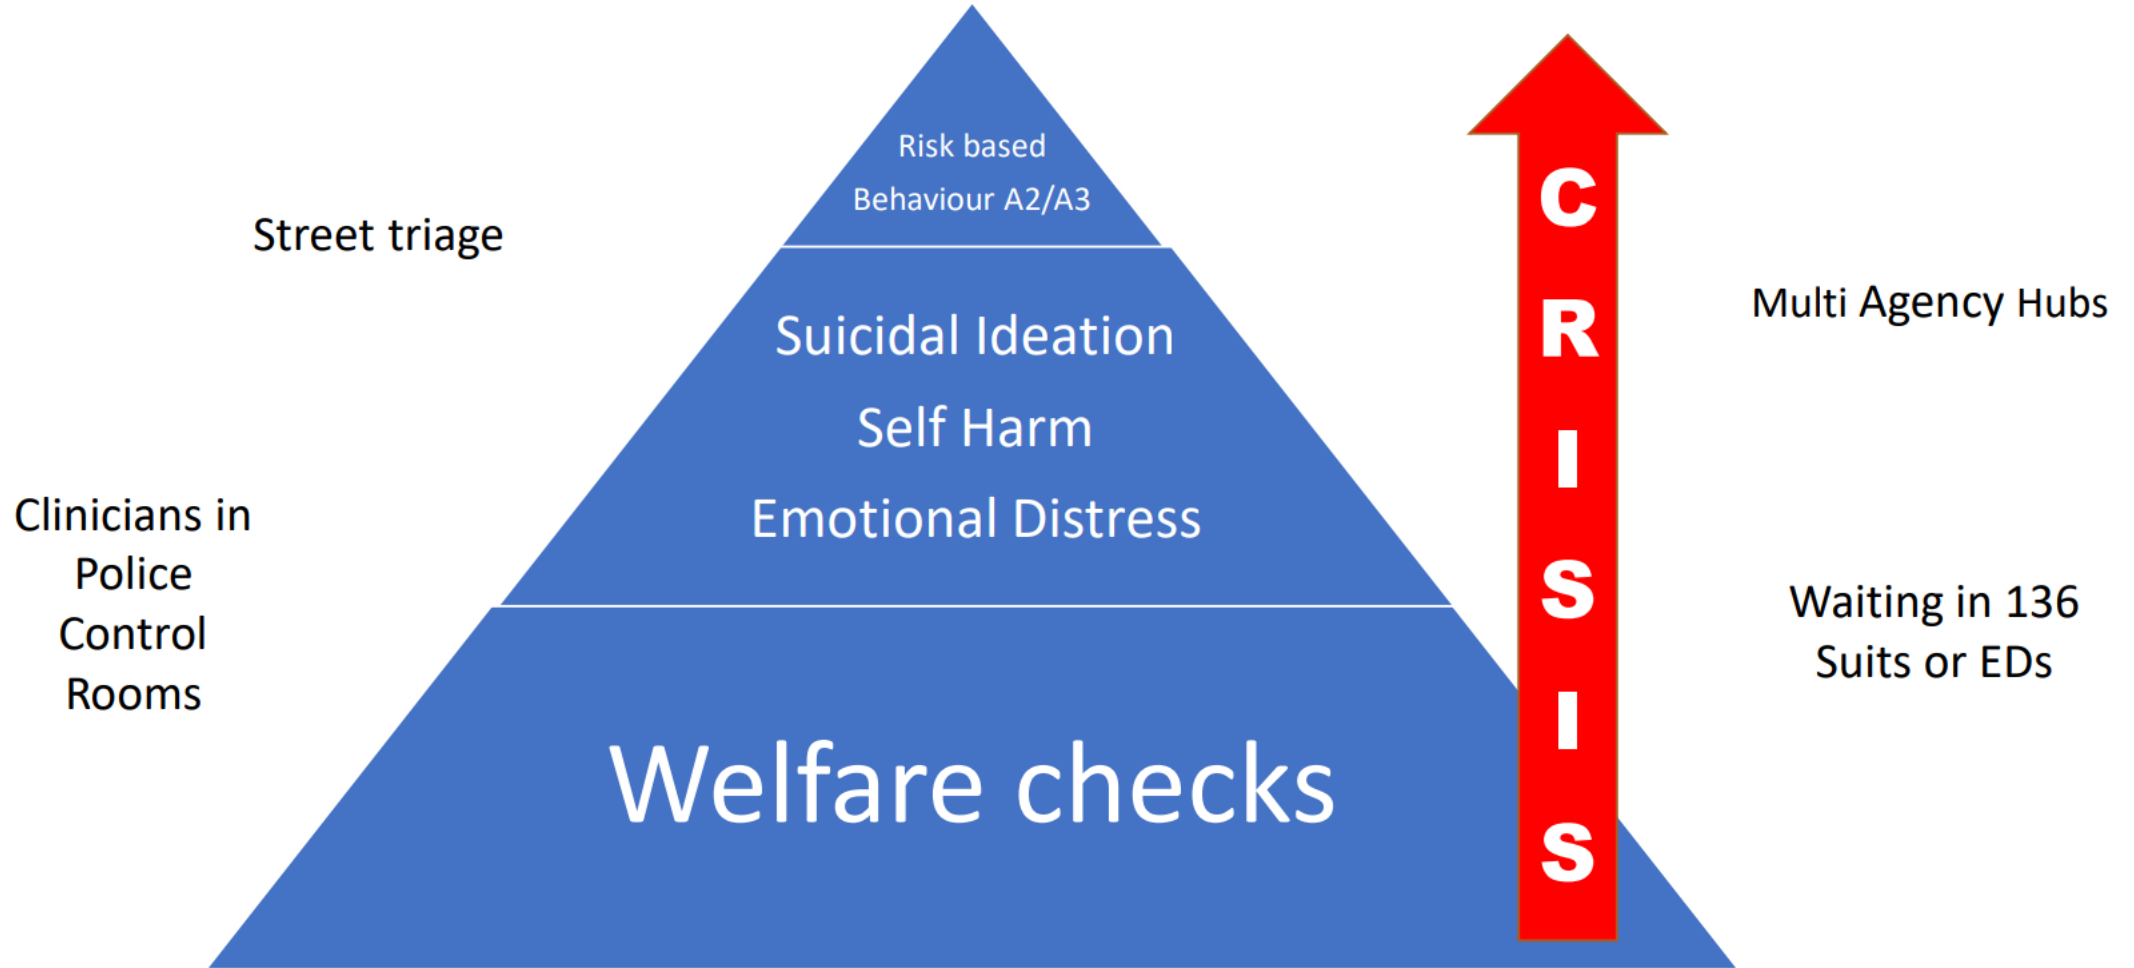 Risk based
Behaviour A2/A3
Street triage
Suicidal Ideation
Self Harm
Emotional Distress
Clinicians in
Police
Control
Rooms
Welfare checks
C
R
I
S
I
S
Multi Agency Hubs
Waiting in 136
Suits or EDs